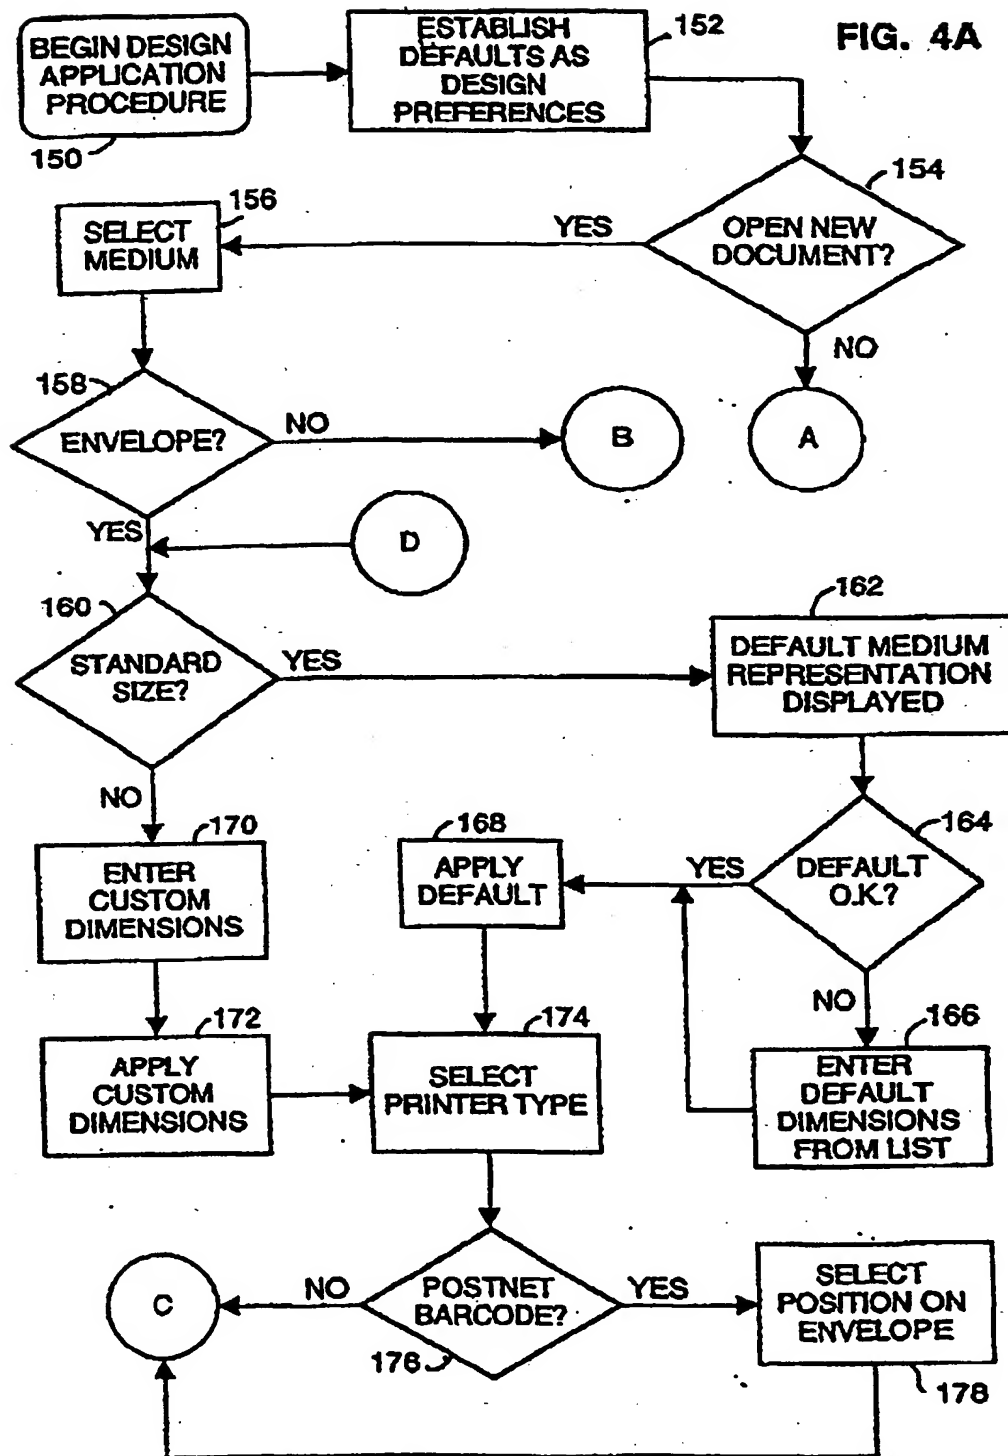 FIG. 4A
BEGIN DESIGN
APPLICATION
PROCEDURE
150
ESTABLISH
DEFAULTS AS
DESIGN
PREFERENCES
152
154
OPEN NEW
DOCUMENT?
YES
NO
A
156
SELECT
MEDIUM
158
ENVELOPE?
NO
B
YES
D
160
STANDARD
SIZE?
YES
162
DEFAULT MEDIUM
REPRESENTATION
DISPLAYED
NO
164
DEFAULT
O.K.?
YES
168
APPLY
DEFAULT
NO
166
ENTER
DEFAULT
DIMENSIONS
FROM LIST
170
ENTER
CUSTOM
DIMENSIONS
172
APPLY
CUSTOM
DIMENSIONS
174
SELECT
PRINTER TYPE
POSTNET
BARCODE?
176
NO
C
YES
SELECT
POSITION ON
ENVELOPE
178